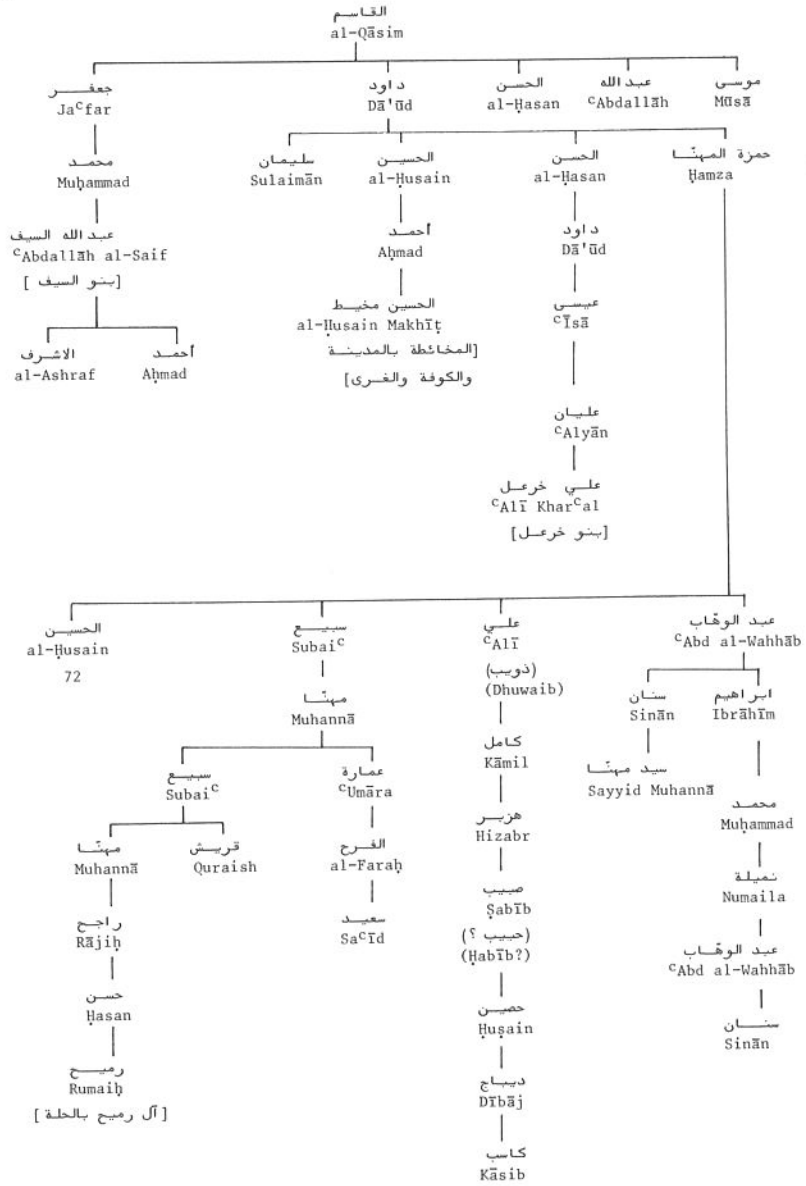 القاسم
al-Qāsim
جعفر
Jaᶜfar
داود
Dā'ūd
الحسن
al-Ḥasan
عبدالله
ᶜAbdallāh
موسى
Mūsā
محمد
Muḥammad
سليمان
Sulaimān
الحسين
al-Ḥusain
الحسن
al-Ḥasan
حمزة المهنّا
Ḥamza
عبدالله السيف
ᶜAbdallāh al-Saif
[بنو السيف]
أحمد
Aḥmad
داود
Dā'ūd
الاشرف
al-Ashraf
أحمد
Aḥmad
الحسين مخيط
al-Ḥusain Makhīṭ
[المخائطة بالمدينة
والكوفة والغرى]
عيسى
ᶜĪsā
عليان
ᶜAlyān
علي خرعل
ᶜAlī Kharᶜal
[بنو خرعل]
الحسين
al-Ḥusain
72
سبيع
Subaiᶜ
علي
ᶜAlī
(ذويب)
(Dhuwaib)
عبد الوهّاب
ᶜAbd al-Wahhāb
مهنّا
Muhannā
سنان
Sinān
ابراهيم
Ibrāhīm
سبيع
Subaiᶜ
عمارة
ᶜUmāra
كامل
Kāmil
سيد مهنّا
Sayyid Muhannā
محمد
Muḥammad
مهنّا
Muhannā
قريش
Quraish
الفرح
al-Faraḥ
هزبر
Hizabr
نميلة
Numaila
راجح
Rājiḥ
سعيد
Saᶜīd
صبيب
Ṣabīb
(حبيب ؟)
(Ḥabīb?)
عبد الوهّاب
ᶜAbd al-Wahhāb
حسن
Ḥasan
حصين
Ḥuṣain
سنان
Sinān
رميح
Rumaiḥ
[آل رميح بالحلة]
ديباج
Dībāj
كاسب
Kāsib